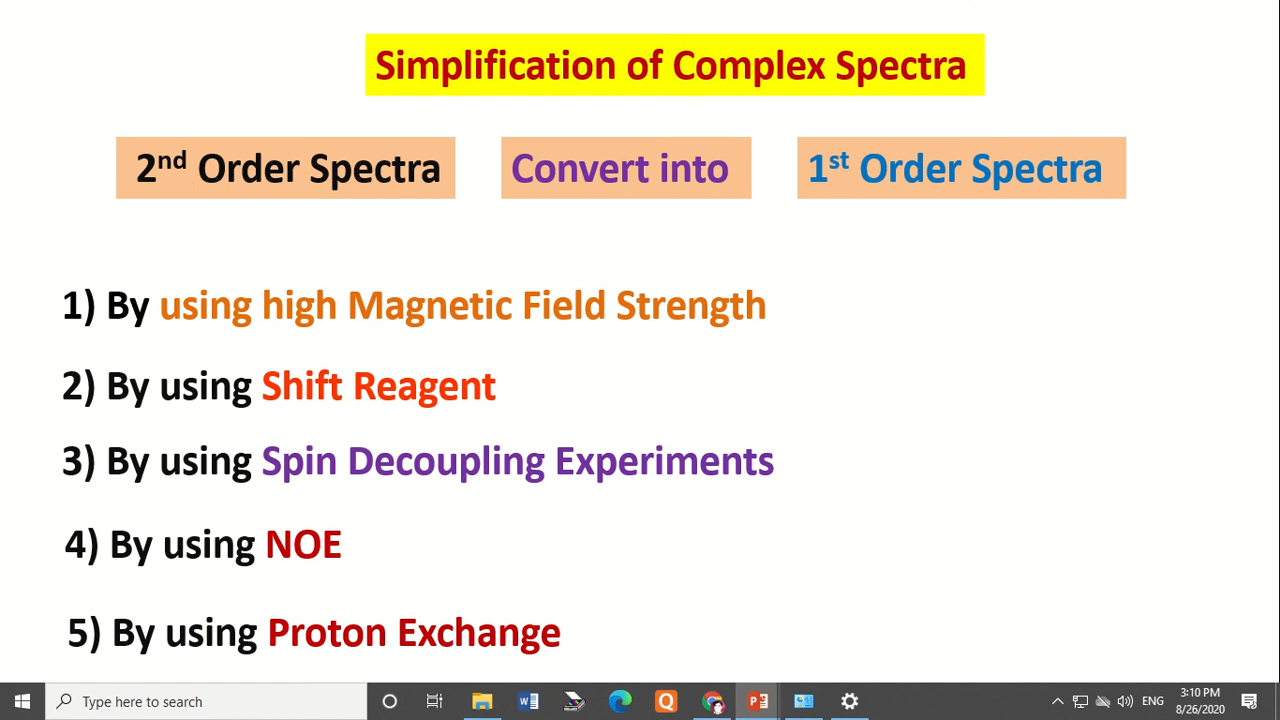 Simplification of Complex Spectra
2nd Order Spectra Convert into 1st Order Spectra
1) By using high Magnetic Field Strength
2) By using Shift Reagent
3) By using Spin Decoupling Experiments
4) By using NOE
5) By using Proton Exchange
Type here to search
ENG
3:10 PM
8/26/2020